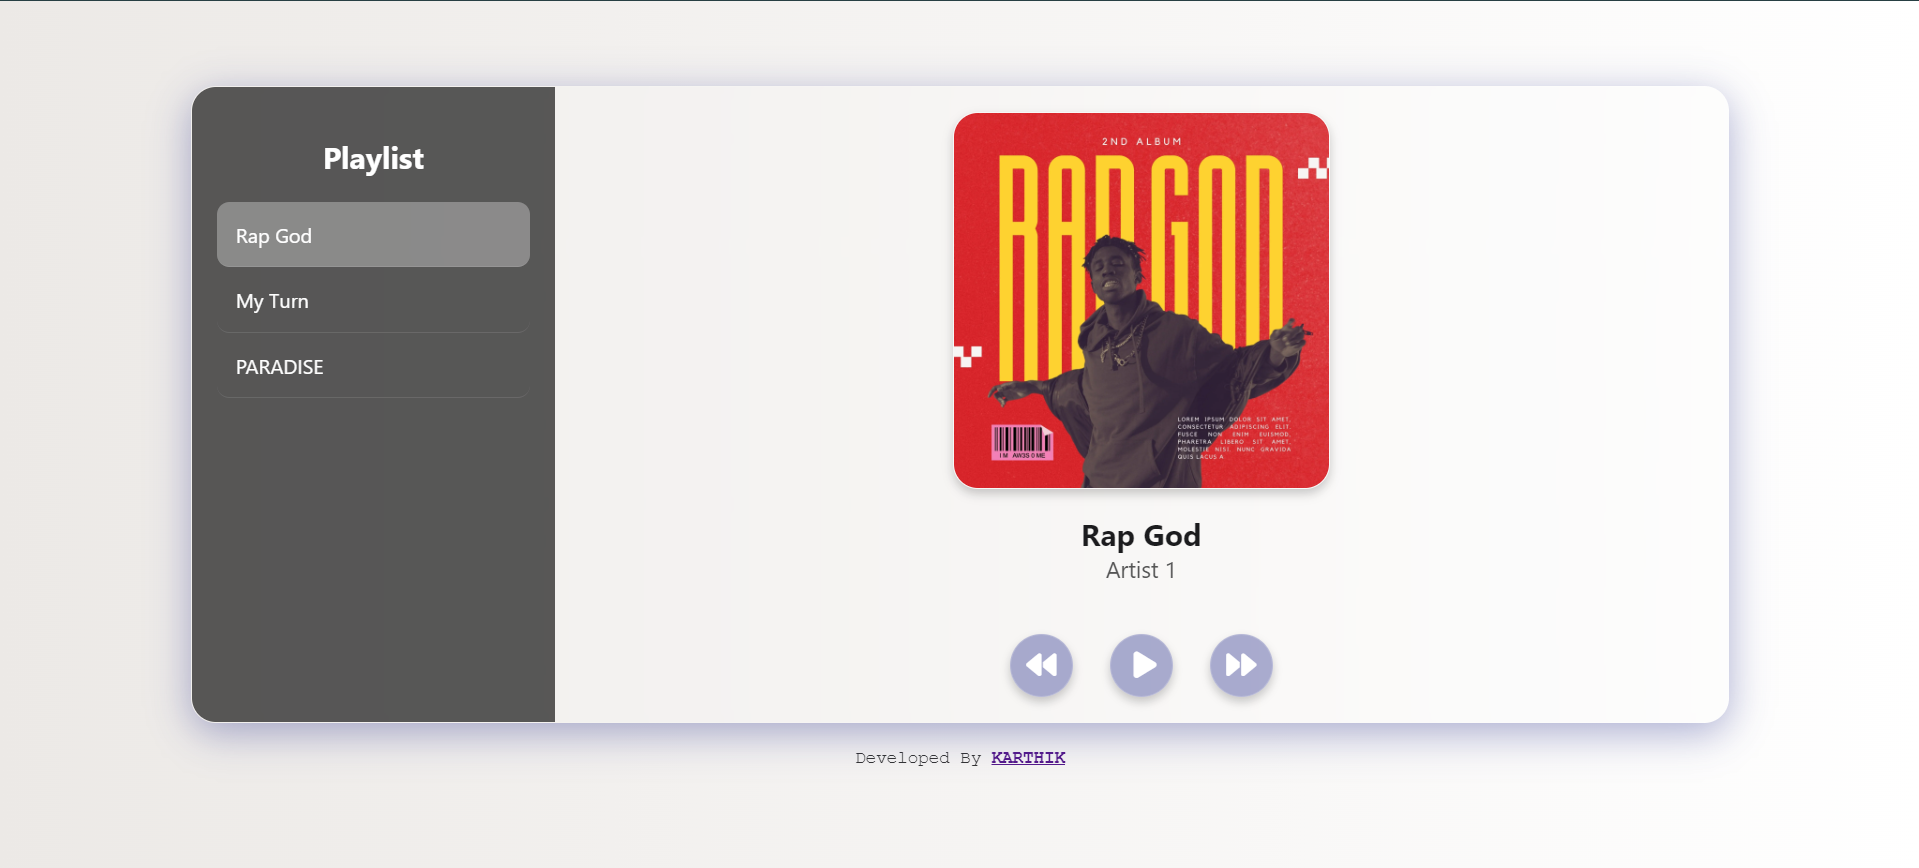 Playlist
Rap God
My Turn
PARADISE
2ND ALBUM
RAP GOD
LOREM IPSUM DOLOR SIT AMET,
CONSECTETUR ADIPISCING ELIT.
FUSCE NON ENIM EUISMOD,
PHARETRA LIBERO SIT AMET,
MOLESTIE NISI. NUNC GRAVIDA
QUIS LACUS A
Rap God
Artist 1
Developed By KARTHIK